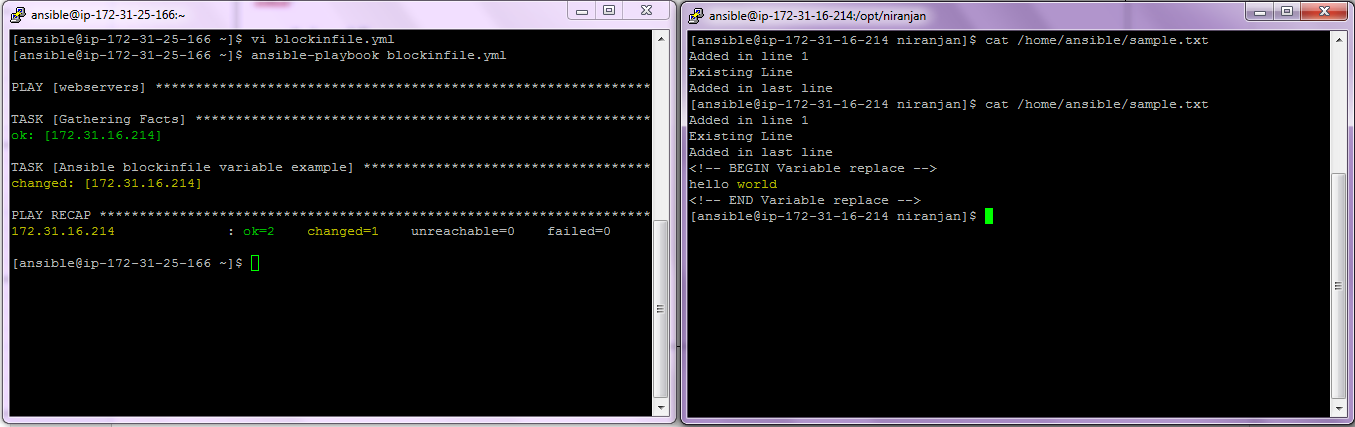 ansible@ip-172-31-25-166:~
[ansible@ip-172-31-25-166 ~]$ vi blockinfile.yml
[ansible@ip-172-31-25-166 ~]$ ansible-playbook blockinfile.yml
PLAY [webservers] **************************************************************
TASK [Gathering Facts] *********************************************************
ok: [172.31.16.214]
TASK [Ansible blockinfile variable example] ************************************
changed: [172.31.16.214]
PLAY RECAP *********************************************************************
172.31.16.214 : ok=2 changed=1 unreachable=0 failed=0
[ansible@ip-172-31-25-166 ~]$
ansible@ip-172-31-16-214:/opt/niranjan
[ansible@ip-172-31-16-214 niranjan]$ cat /home/ansible/sample.txt
Added in line 1
Existing Line
Added in last line
[ansible@ip-172-31-16-214 niranjan]$ cat /home/ansible/sample.txt
Added in line 1
Existing Line
Added in last line
<!-- BEGIN Variable replace -->
hello world
<!-- END Variable replace -->
[ansible@ip-172-31-16-214 niranjan]$